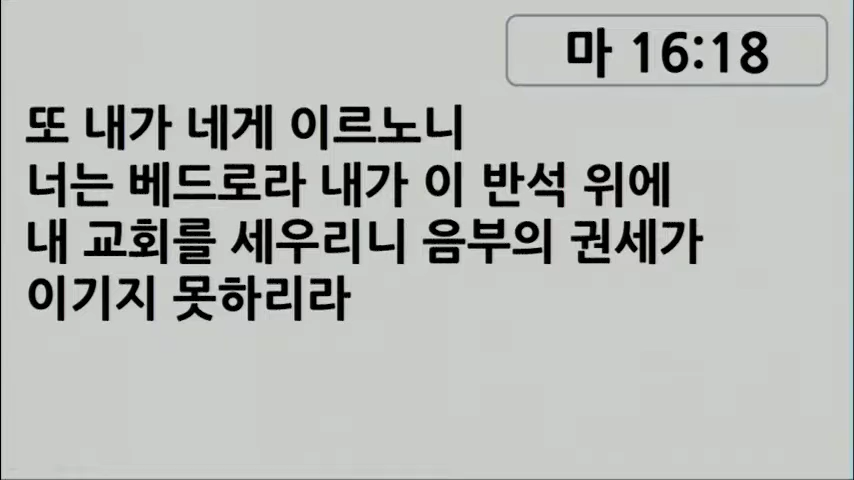 마 16:18
또 내가 네게 이르노니
너는 베드로라 내가 이 반석 위에
내 교회를 세우리니 음부의 권세가
이기지 못하리라